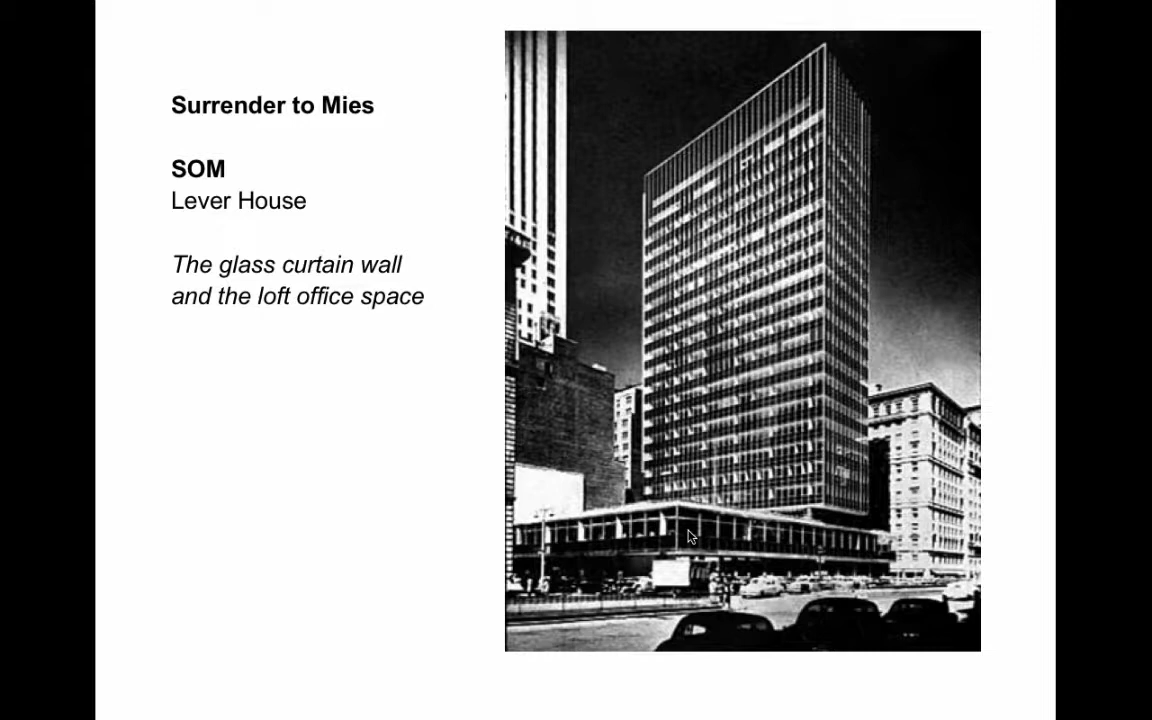 Surrender to Mies
SOM
Lever House
The glass curtain wall
and the loft office space